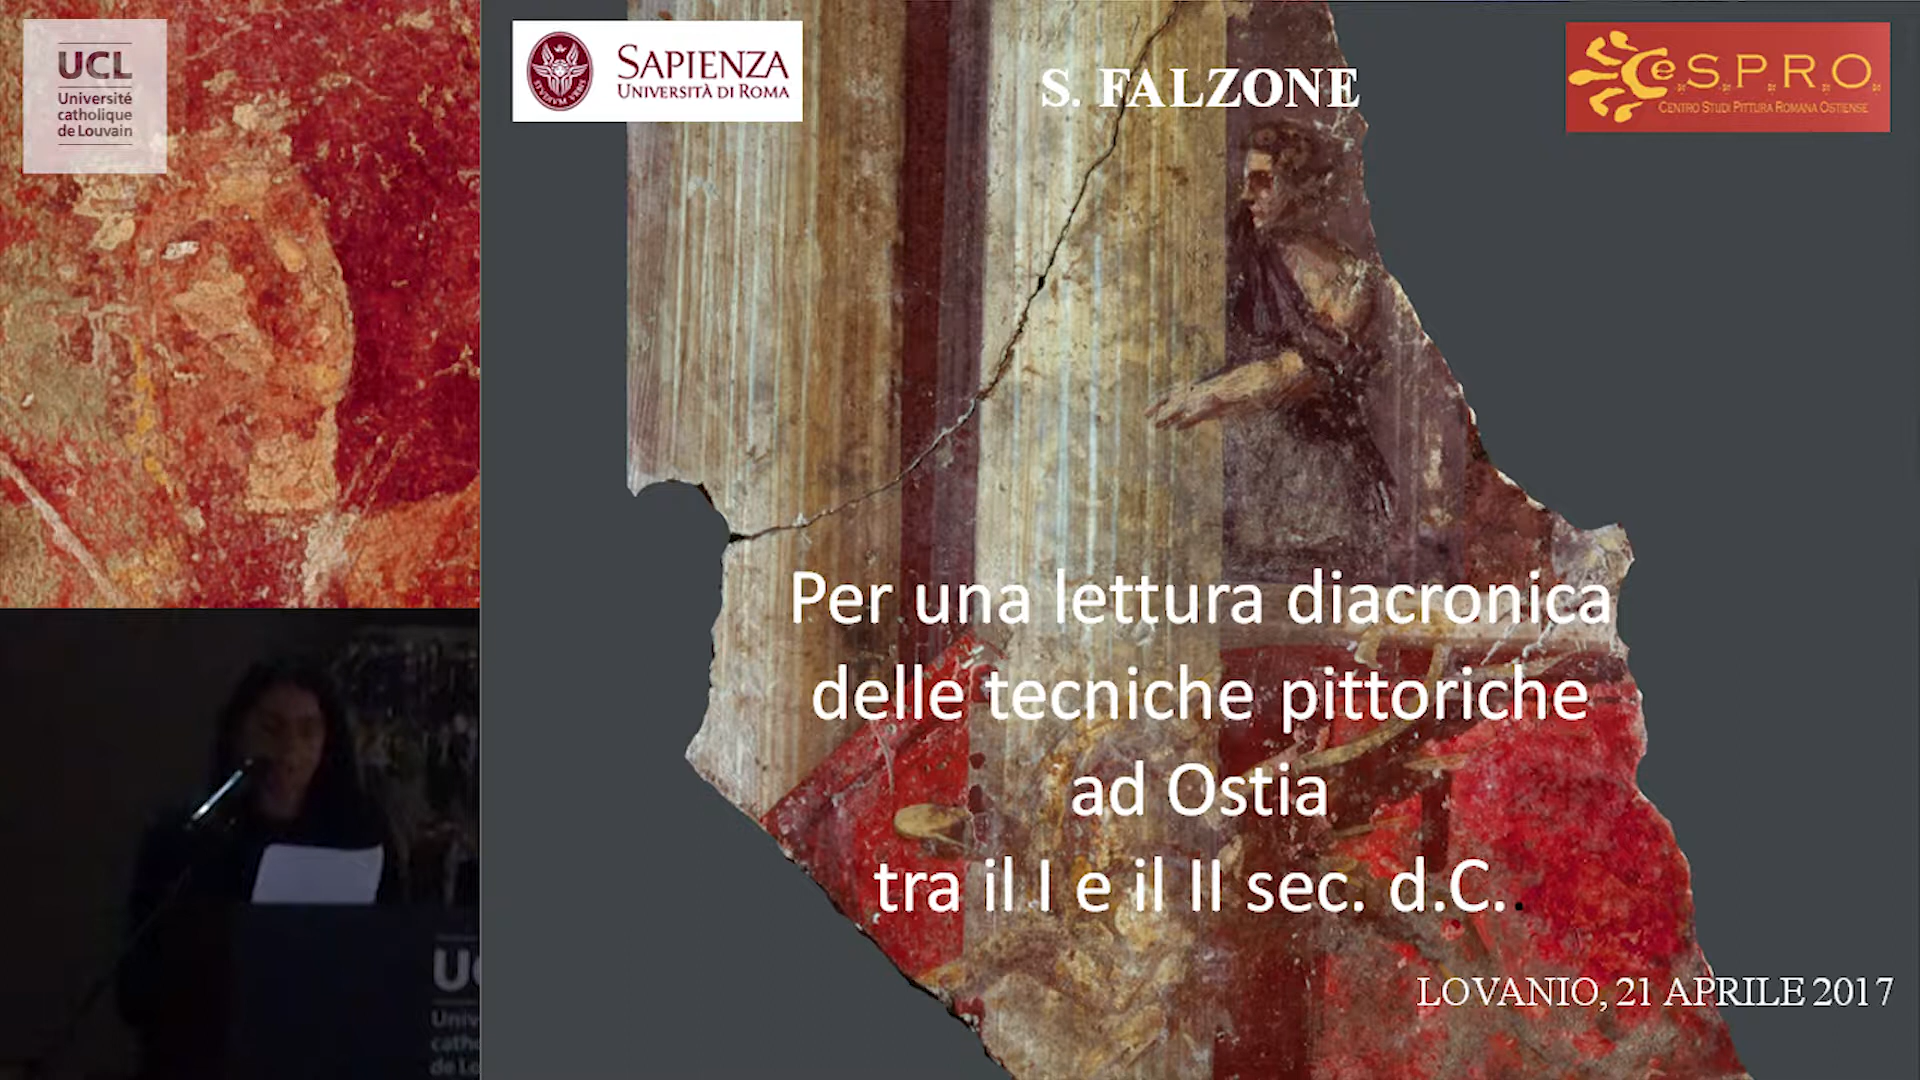 UCL
Université
catholique
de Louvain
SAPIENZA
UNIVERSITÀ DI ROMA
S. FALZONE
CeS.P.R.O.
CENTRO STUDI PITTURA ROMANA OSTIENSE
Per una lettura diacronica
delle tecniche pittoriche
ad Ostia
tra il I e il II sec. d.C..
LOVANIO, 21 APRILE 2017